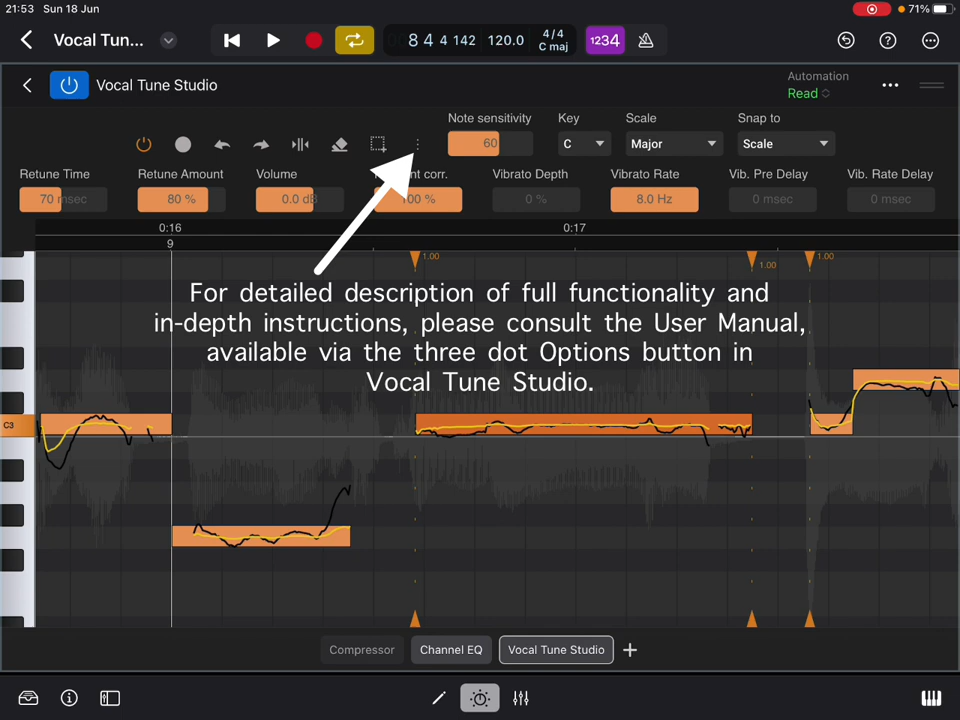 21:53 Sun 18 Jun
71%
Vocal Tun...
8 4 4 142
120.0
4/4
C maj
1234
Vocal Tune Studio
Automation
Read
Note sensitivity
Key
Scale
Snap to
60
C
Major
Scale
Retune Time
Retune Amount
Volume
corr.
Vibrato Depth
Vibrato Rate
Vib. Pre Delay
Vib. Rate Delay
70 msec
80 %
0.0 dB
100 %
0 %
8.0 Hz
0 msec
0 msec
0:16
0:17
9
1.00
1.00
1.00
For detailed description of full functionality and
in-depth instructions, please consult the User Manual,
available via the three dot Options button in
Vocal Tune Studio.
C3
Compressor
Channel EQ
Vocal Tune Studio